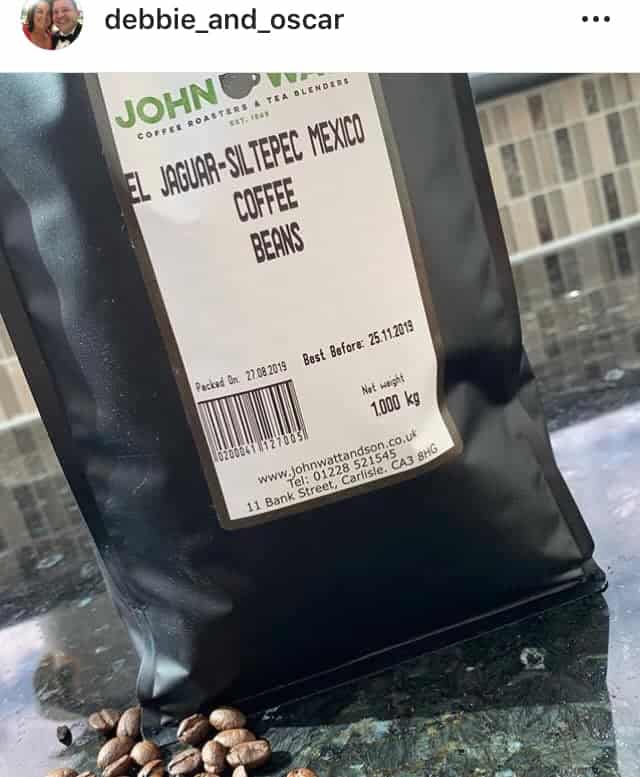 debbie_and_oscar
JOHN
COFFEE ROASTERS & TEA BLENDERS
EST. 1865
EL JAGUAR-SILTEPEC MEXICO
COFFEE
BEANS
Packed On: 27.08.2019 Best Before: 25.11.2019
Net weight
1.000 kg
0200041 127005
www.johnwattandson.co.uk
Tel: 01228 521545
11 Bank Street, Carlisle. CA3 8HG